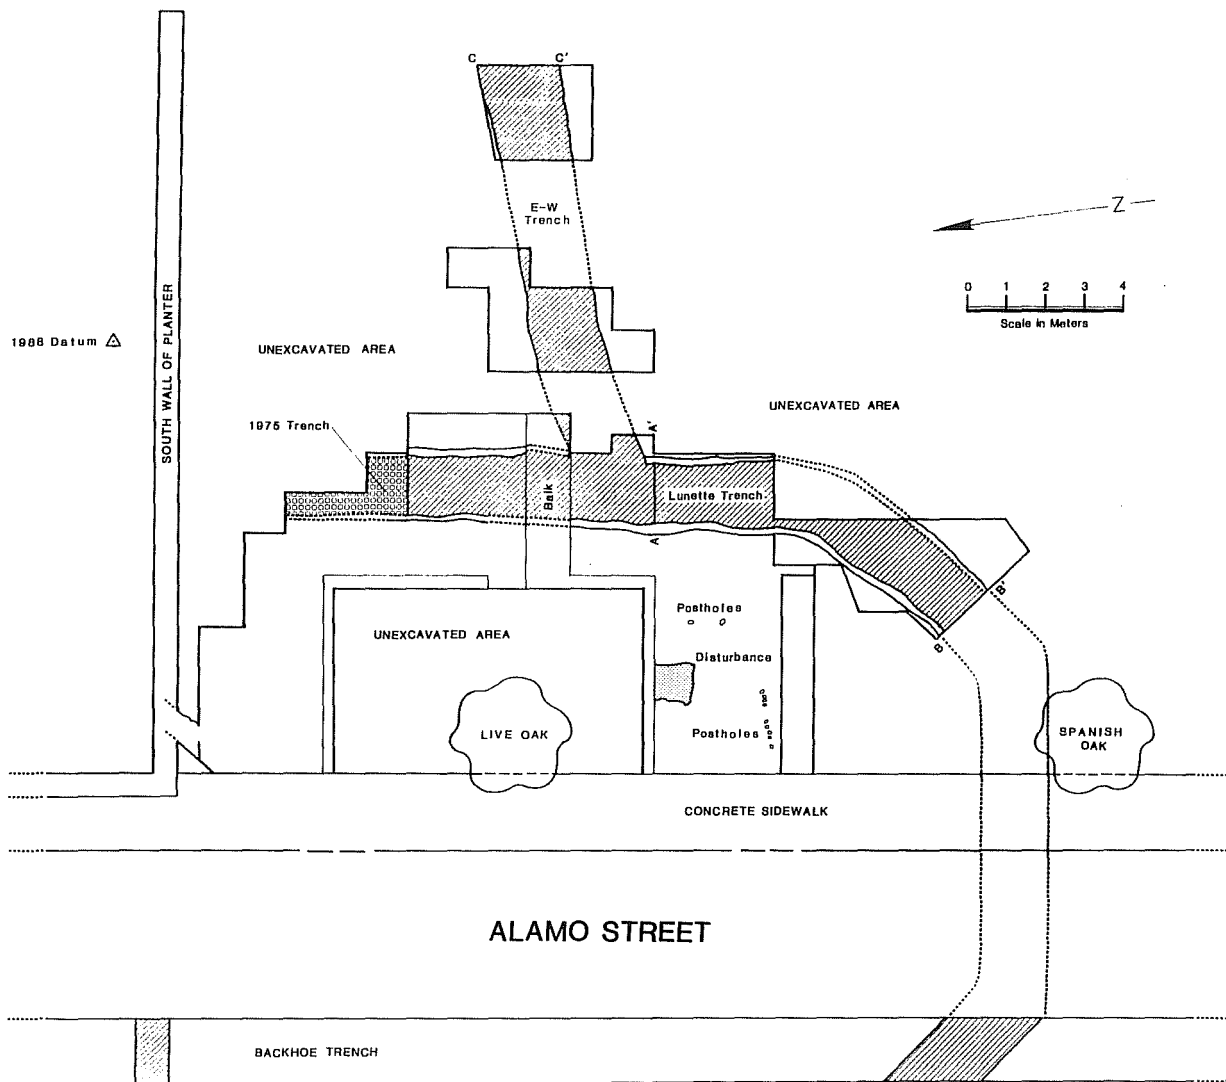 C C'
E-W
Trench
Z
0 1 2 3 4
Scale in Meters
1988 Datum
SOUTH WALL OF PLANTER
UNEXCAVATED AREA
UNEXCAVATED AREA
1975 Trench
A'
Balk
Lunette Trench
A
B'
Postholes
UNEXCAVATED AREA
B
Disturbance
LIVE OAK
Postholes
SPANISH
OAK
CONCRETE SIDEWALK
ALAMO STREET
BACKHOE TRENCH